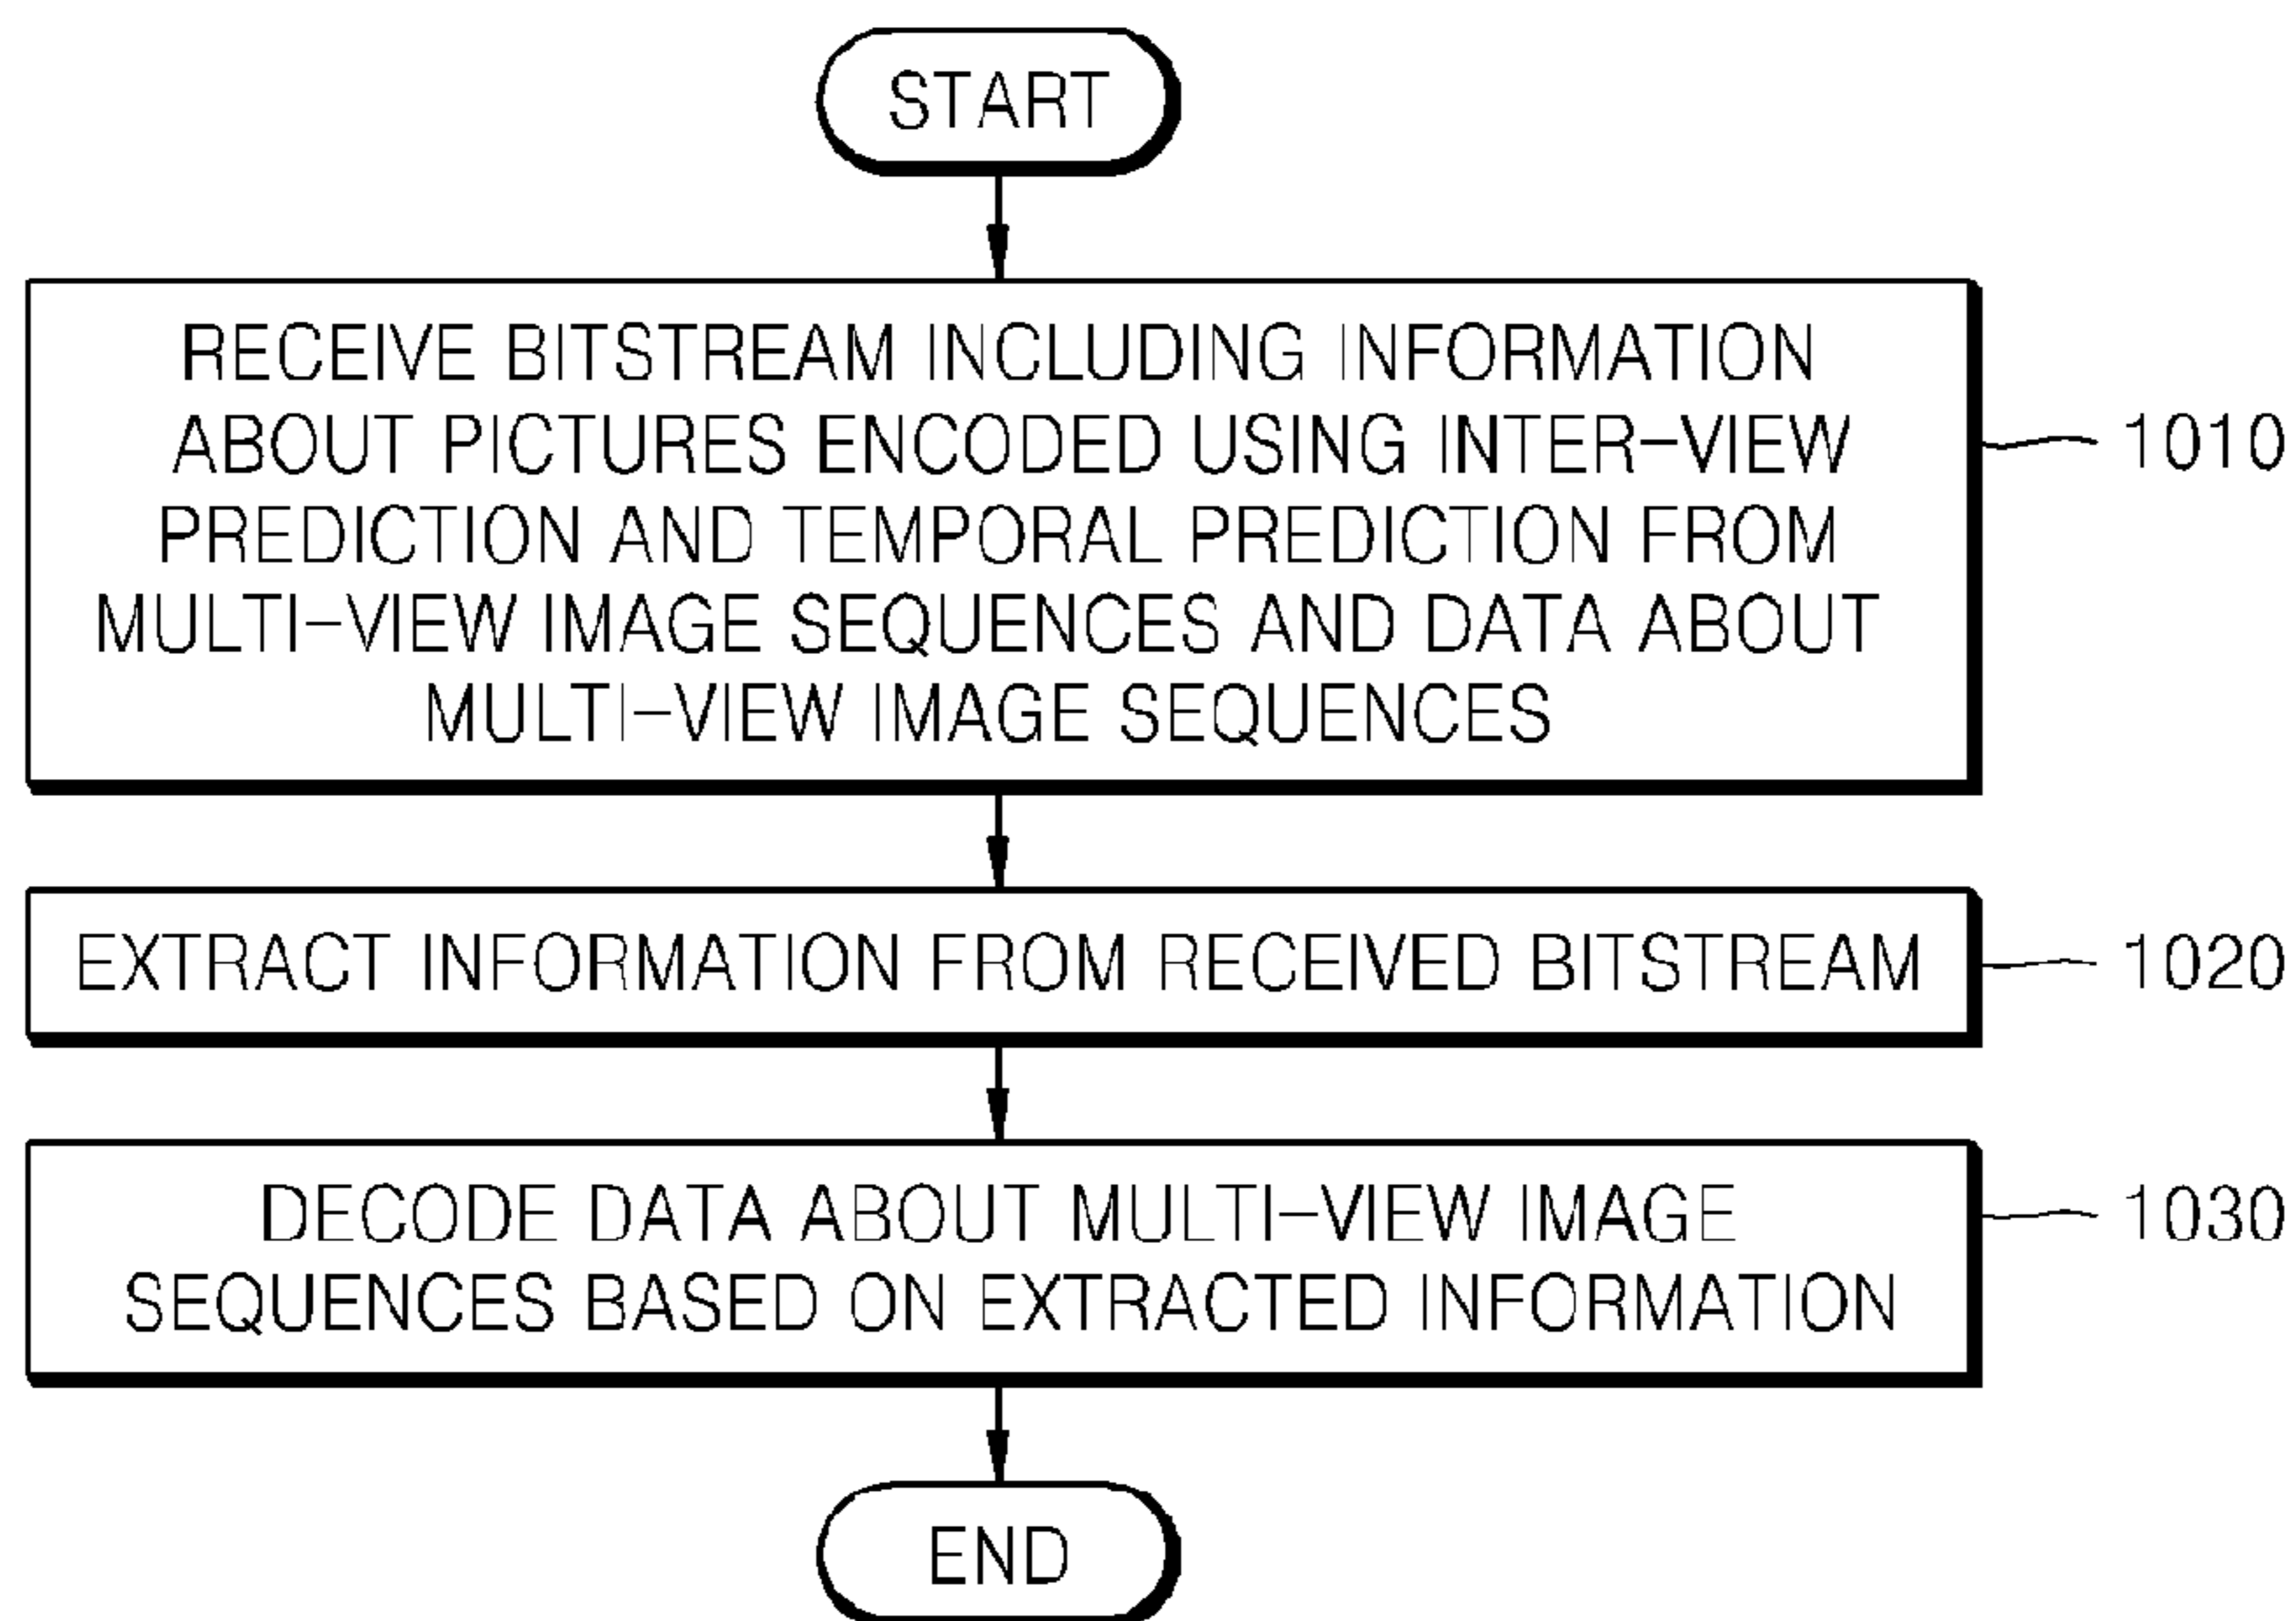 START
RECEIVE BITSTREAM INCLUDING INFORMATION
ABOUT PICTURES ENCODED USING INTER-VIEW
PREDICTION AND TEMPORAL PREDICTION FROM
MULTI-VIEW IMAGE SEQUENCES AND DATA ABOUT
MULTI-VIEW IMAGE SEQUENCES
1010
EXTRACT INFORMATION FROM RECEIVED BITSTREAM
1020
DECODE DATA ABOUT MULTI-VIEW IMAGE
SEQUENCES BASED ON EXTRACTED INFORMATION
1030
END